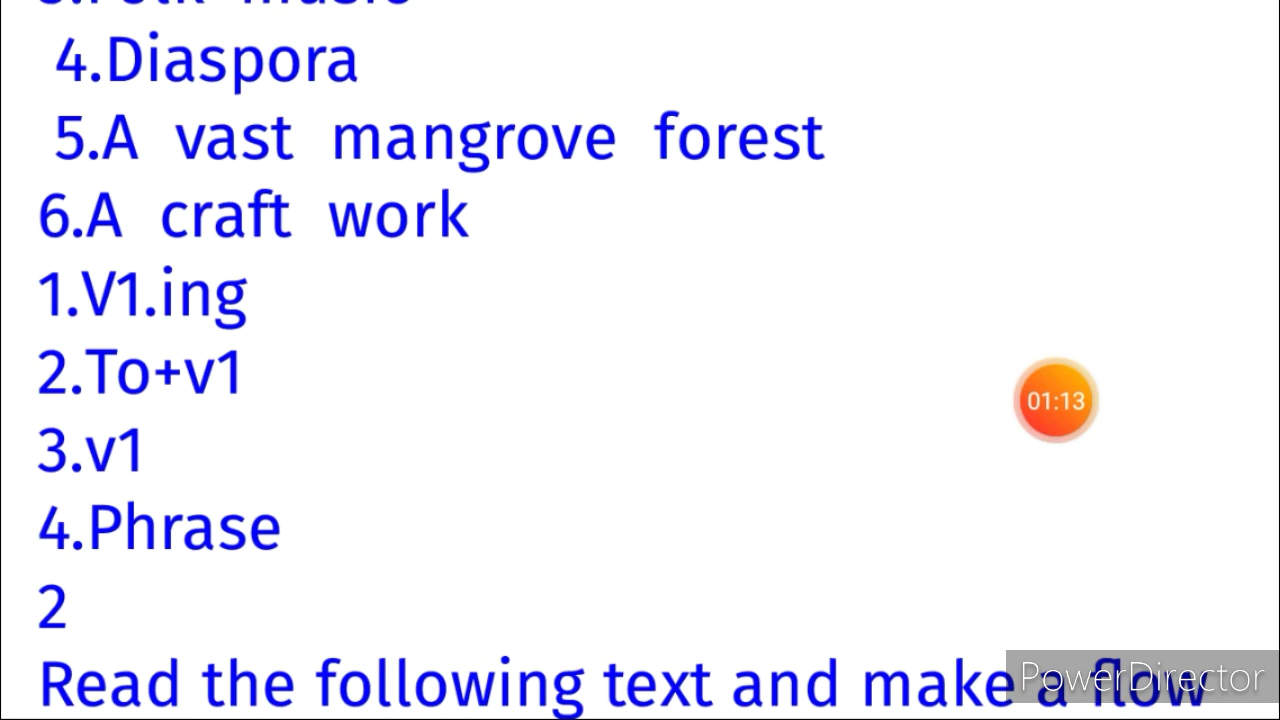 4.Diaspora
5.A vast mangrove forest
6.A craft work
1.V1.ing
2.To+v1
3.v1
4.Phrase
2
Read the following text and make a flow
01:13
PowerDirector